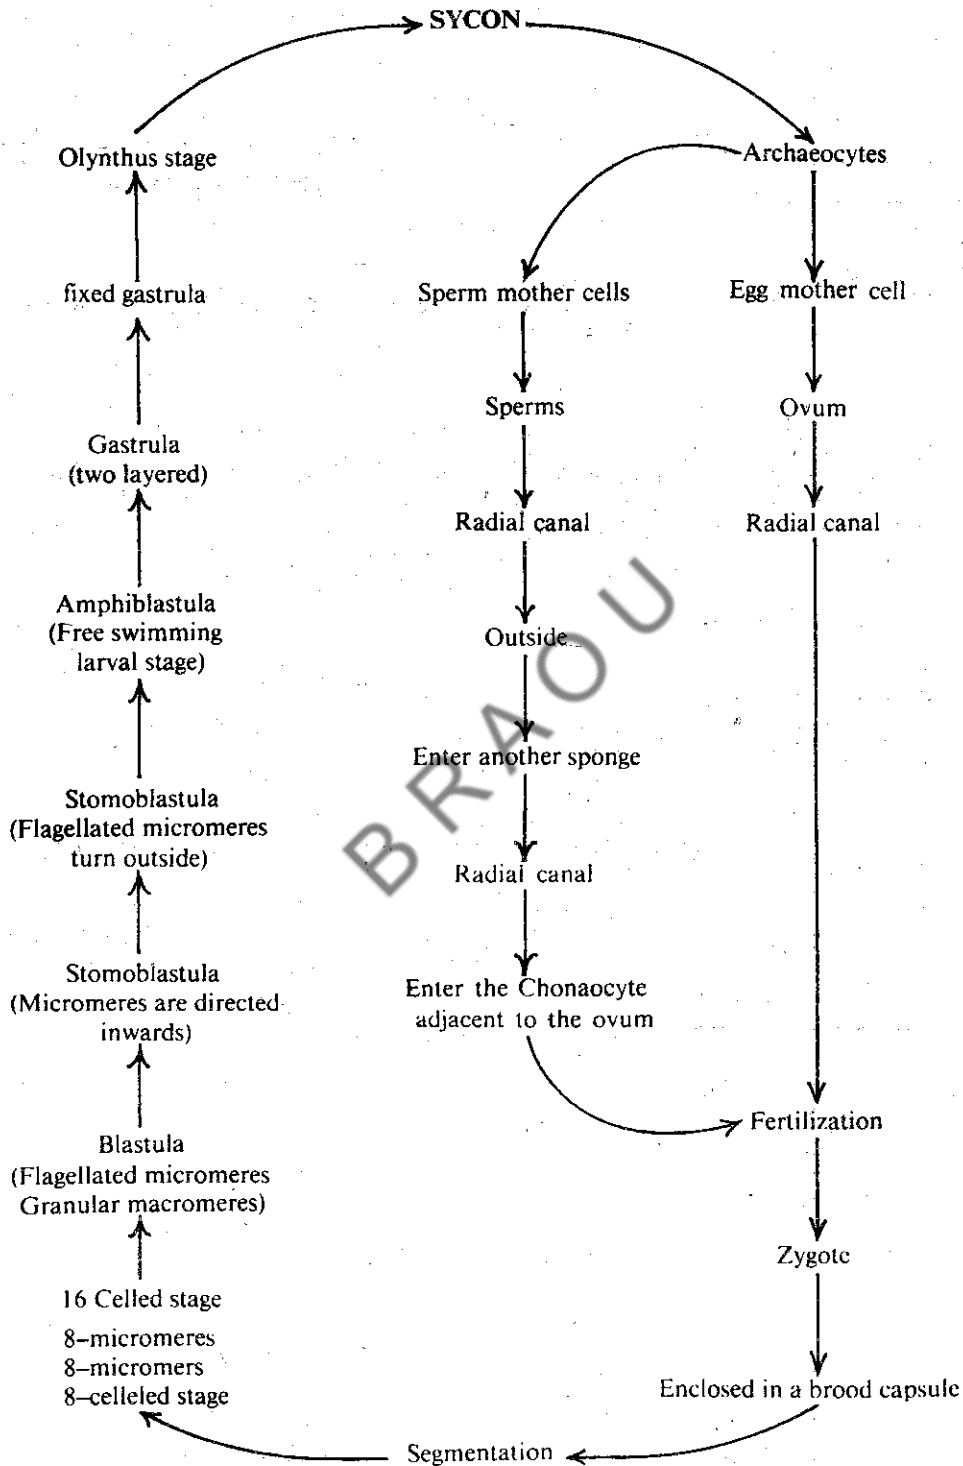 SYCON
Archaeocytes
Olynthus stage
fixed gastrula
Sperm mother cells
Egg mother cell
Sperms
Ovum
Gastrula
(two layered)
Radial canal
Radial canal
Amphiblastula
(Free swimming
larval stage)
Outside
BRAOU
Enter another sponge
Stomoblastula
(Flagellated micromeres
turn outside)
Radial canal
Stomoblastula
(Micromeres are directed
inwards)
Enter the Chonaocyte
adjacent to the ovum
Blastula
(Flagellated micromeres
Granular macromeres)
Fertilization
Zygote
16 Celled stage
8-micromeres
8-micromers
8-celleled stage
Enclosed in a brood capsule
Segmentation